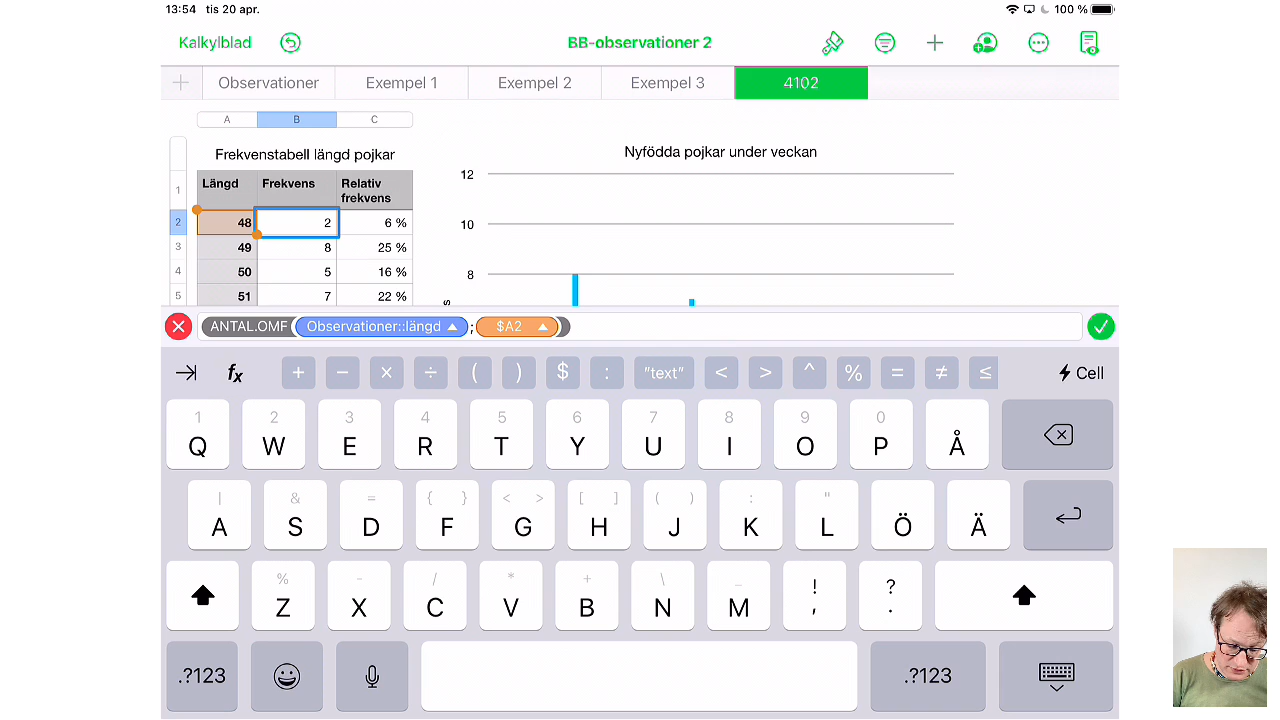 13:54 tis 20 apr.
100 %
Kalkylblad
BB-observationer 2
Observationer
Exempel 1
Exempel 2
Exempel 3
4102
A B C
Frekvenstabell längd pojkar
1 Längd Frekvens Relativ frekvens
2 48 2 6 %
3 49 8 25 %
4 50 5 16 %
5 51 7 22 %
Nyfödda pojkar under veckan
12
10
8
s
ANTAL.OMF Observationer::längd ; $A2
fx + − × ÷ ( ) $ : "text" < > ^ % = ≠ ≤ Cell
1 2 3 4 5 6 7 8 9 0
Q W E R T Y U I O P Å
| & = { } < > [ ] ( ) : "
A S D F G H J K L Ö Ä
% - / * + \ _ ! ?
Z X C V B N M , .
.?123 .?123